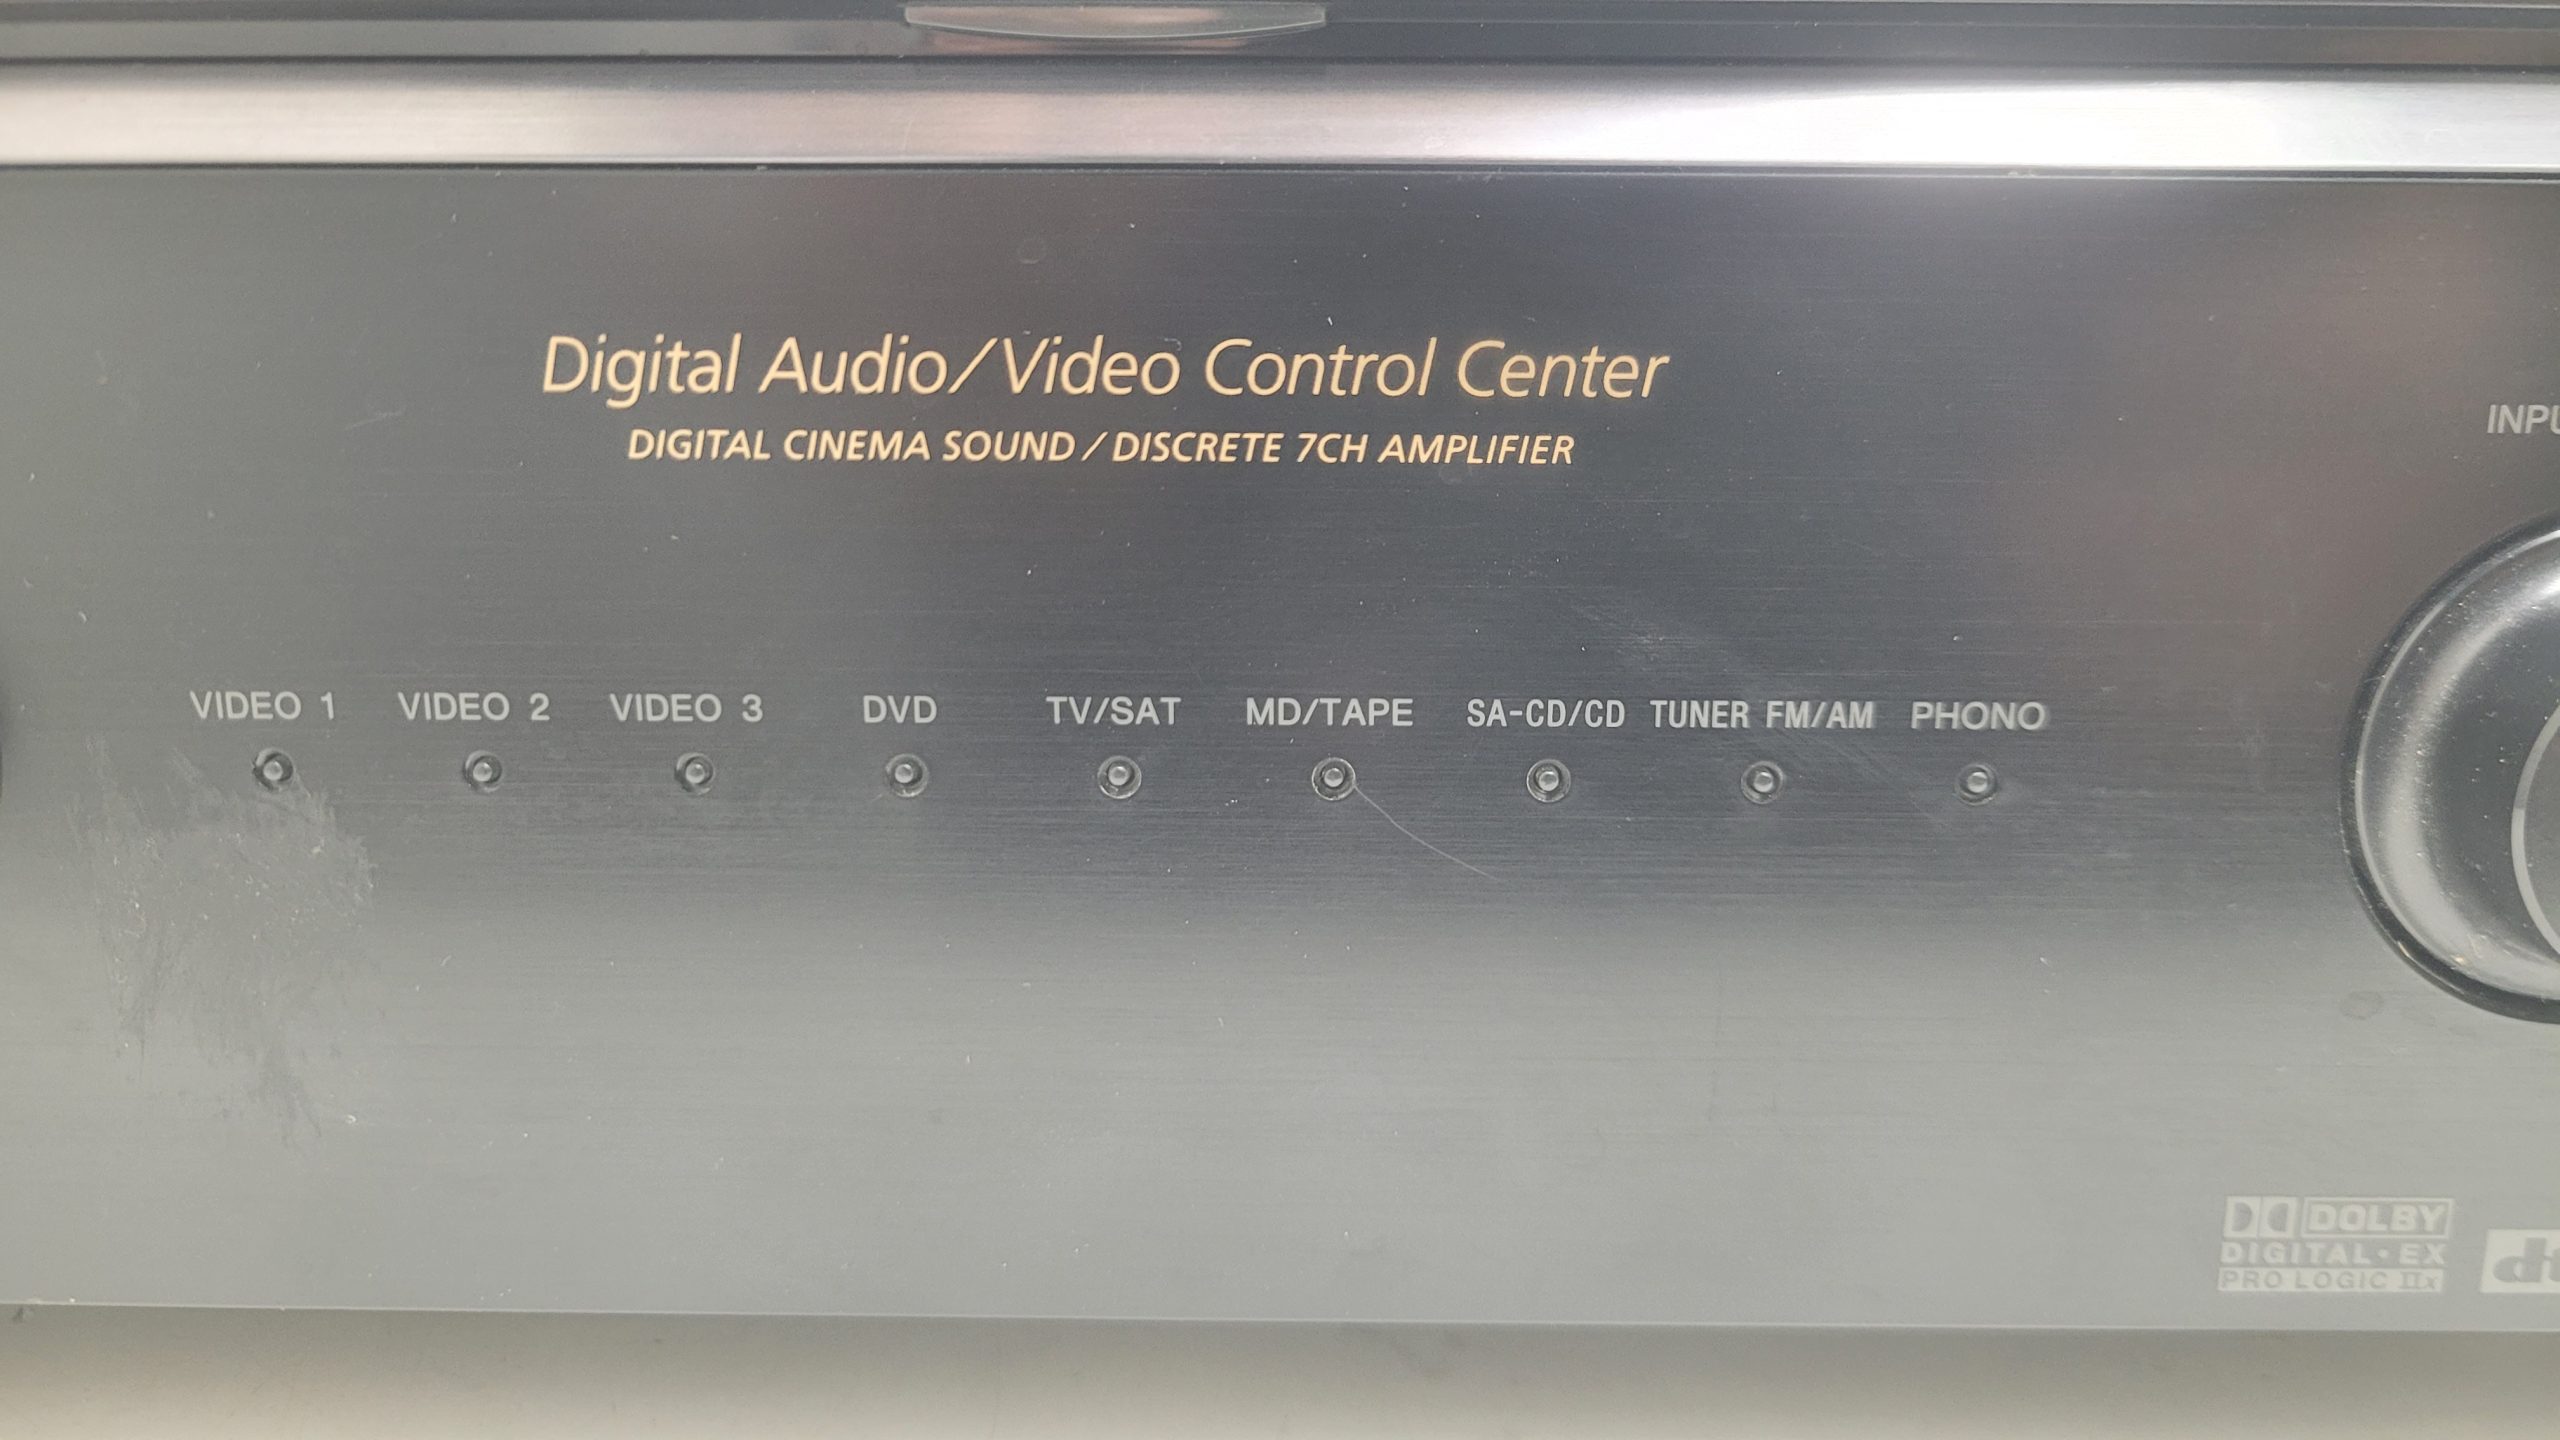 Digital Audio/Video Control Center
DIGITAL CINEMA SOUND / DISCRETE 7CH AMPLIFIER
VIDEO 1 VIDEO 2 VIDEO 3 DVD TV/SAT MD/TAPE SA-CD/CD TUNER FM/AM PHONO
DOLBY
DIGITAL·EX
PRO LOGIC IIx